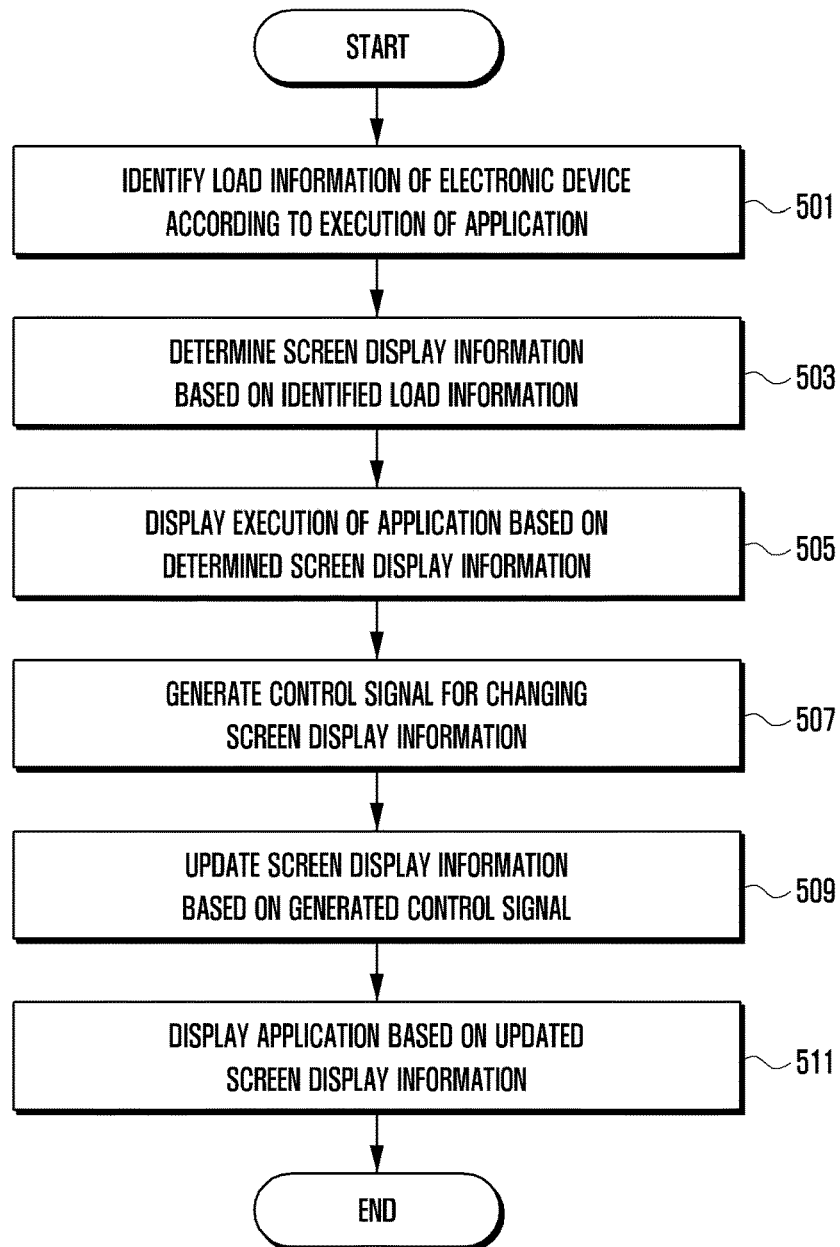 START
IDENTIFY LOAD INFORMATION OF ELECTRONIC DEVICE
ACCORDING TO EXECUTION OF APPLICATION
501
DETERMINE SCREEN DISPLAY INFORMATION
BASED ON IDENTIFIED LOAD INFORMATION
503
DISPLAY EXECUTION OF APPLICATION BASED ON
DETERMINED SCREEN DISPLAY INFORMATION
505
GENERATE CONTROL SIGNAL FOR CHANGING
SCREEN DISPLAY INFORMATION
507
UPDATE SCREEN DISPLAY INFORMATION
BASED ON GENERATED CONTROL SIGNAL
509
DISPLAY APPLICATION BASED ON UPDATED
SCREEN DISPLAY INFORMATION
511
END